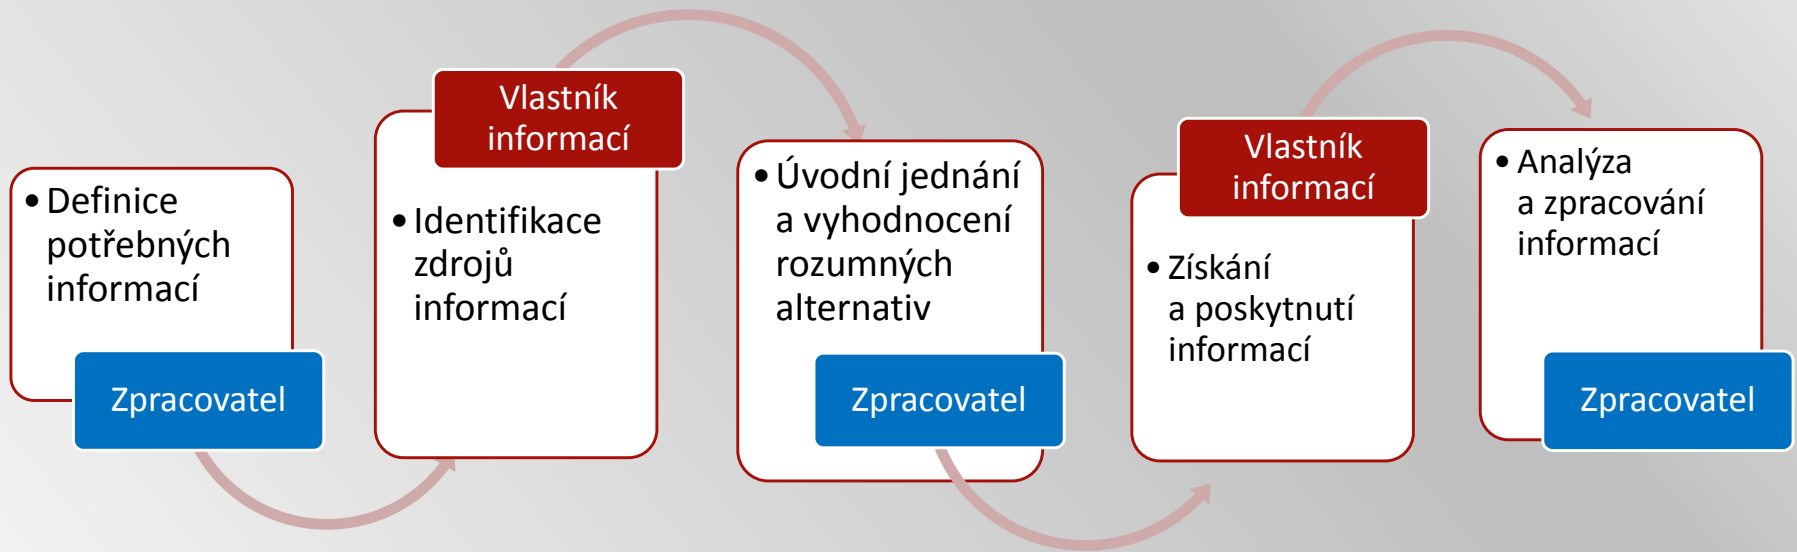 • Definice
potřebných
informací
Zpracovatel
Vlastník
informací
• Identifikace
zdrojů
informací
• Úvodní jednání
a vyhodnocení
rozumných
alternativ
Zpracovatel
Vlastník
informací
• Získání
a poskytnutí
informací
• Analýza
a zpracování
informací
Zpracovatel